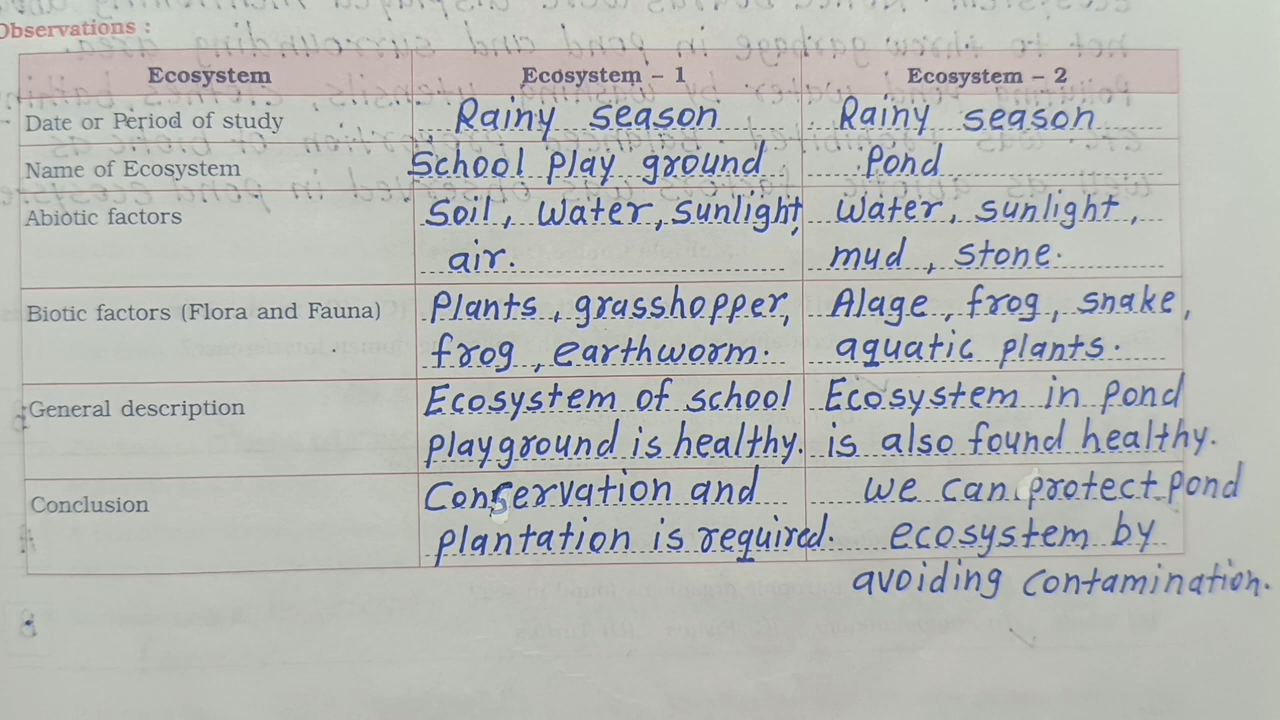 Observations :
Ecosystem Ecosystem – 1 Ecosystem – 2
Date or Period of study Rainy season Rainy season
Name of Ecosystem School play ground Pond
Abiotic factors Soil, water, sunlight, water, sunlight,
air. mud, stone.
Biotic factors (Flora and Fauna) Plants, grasshopper, Alage, frog, snake,
frog, earthworm. aquatic plants.
General description Ecosystem of school Ecosystem in pond
playground is healthy. is also found healthy.
Conclusion Conservation and we can protect pond
plantation is required. ecosystem by
avoiding contamination.